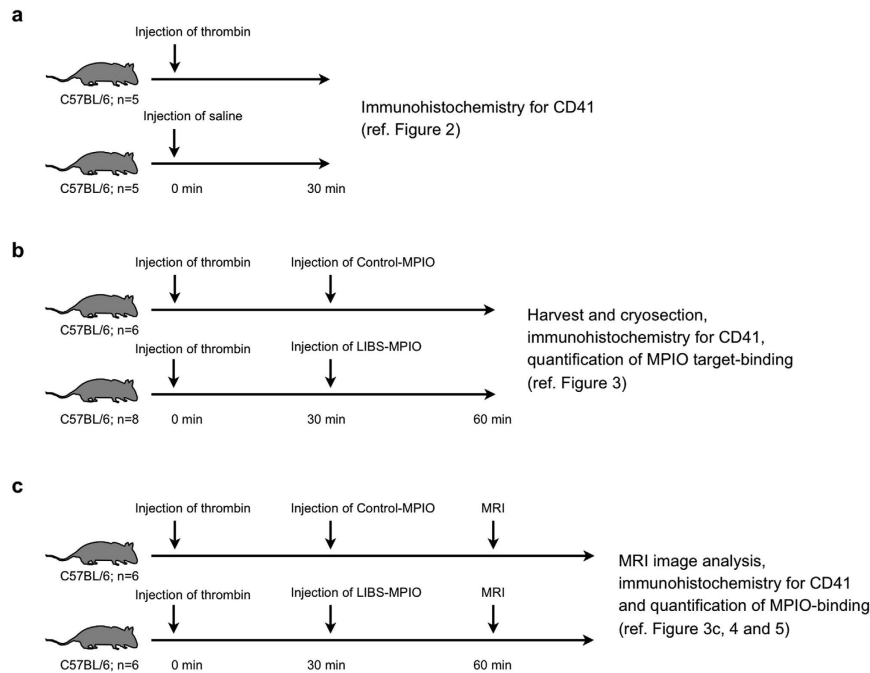 a
Injection of thrombin
C57BL/6; n=5
Injection of saline
C57BL/6; n=5
0 min
30 min
Immunohistochemistry for CD41
(ref. Figure 2)
b
Injection of thrombin
Injection of Control-MPIO
C57BL/6; n=6
Injection of thrombin
Injection of LIBS-MPIO
C57BL/6; n=8
0 min
30 min
60 min
Harvest and cryosection,
immunohistochemistry for CD41,
quantification of MPIO target-binding
(ref. Figure 3)
c
Injection of thrombin
Injection of Control-MPIO
MRI
C57BL/6; n=6
Injection of thrombin
Injection of LIBS-MPIO
MRI
C57BL/6; n=6
0 min
30 min
60 min
MRI image analysis,
immunohistochemistry for CD41
and quantification of MPIO-binding
(ref. Figure 3c, 4 and 5)